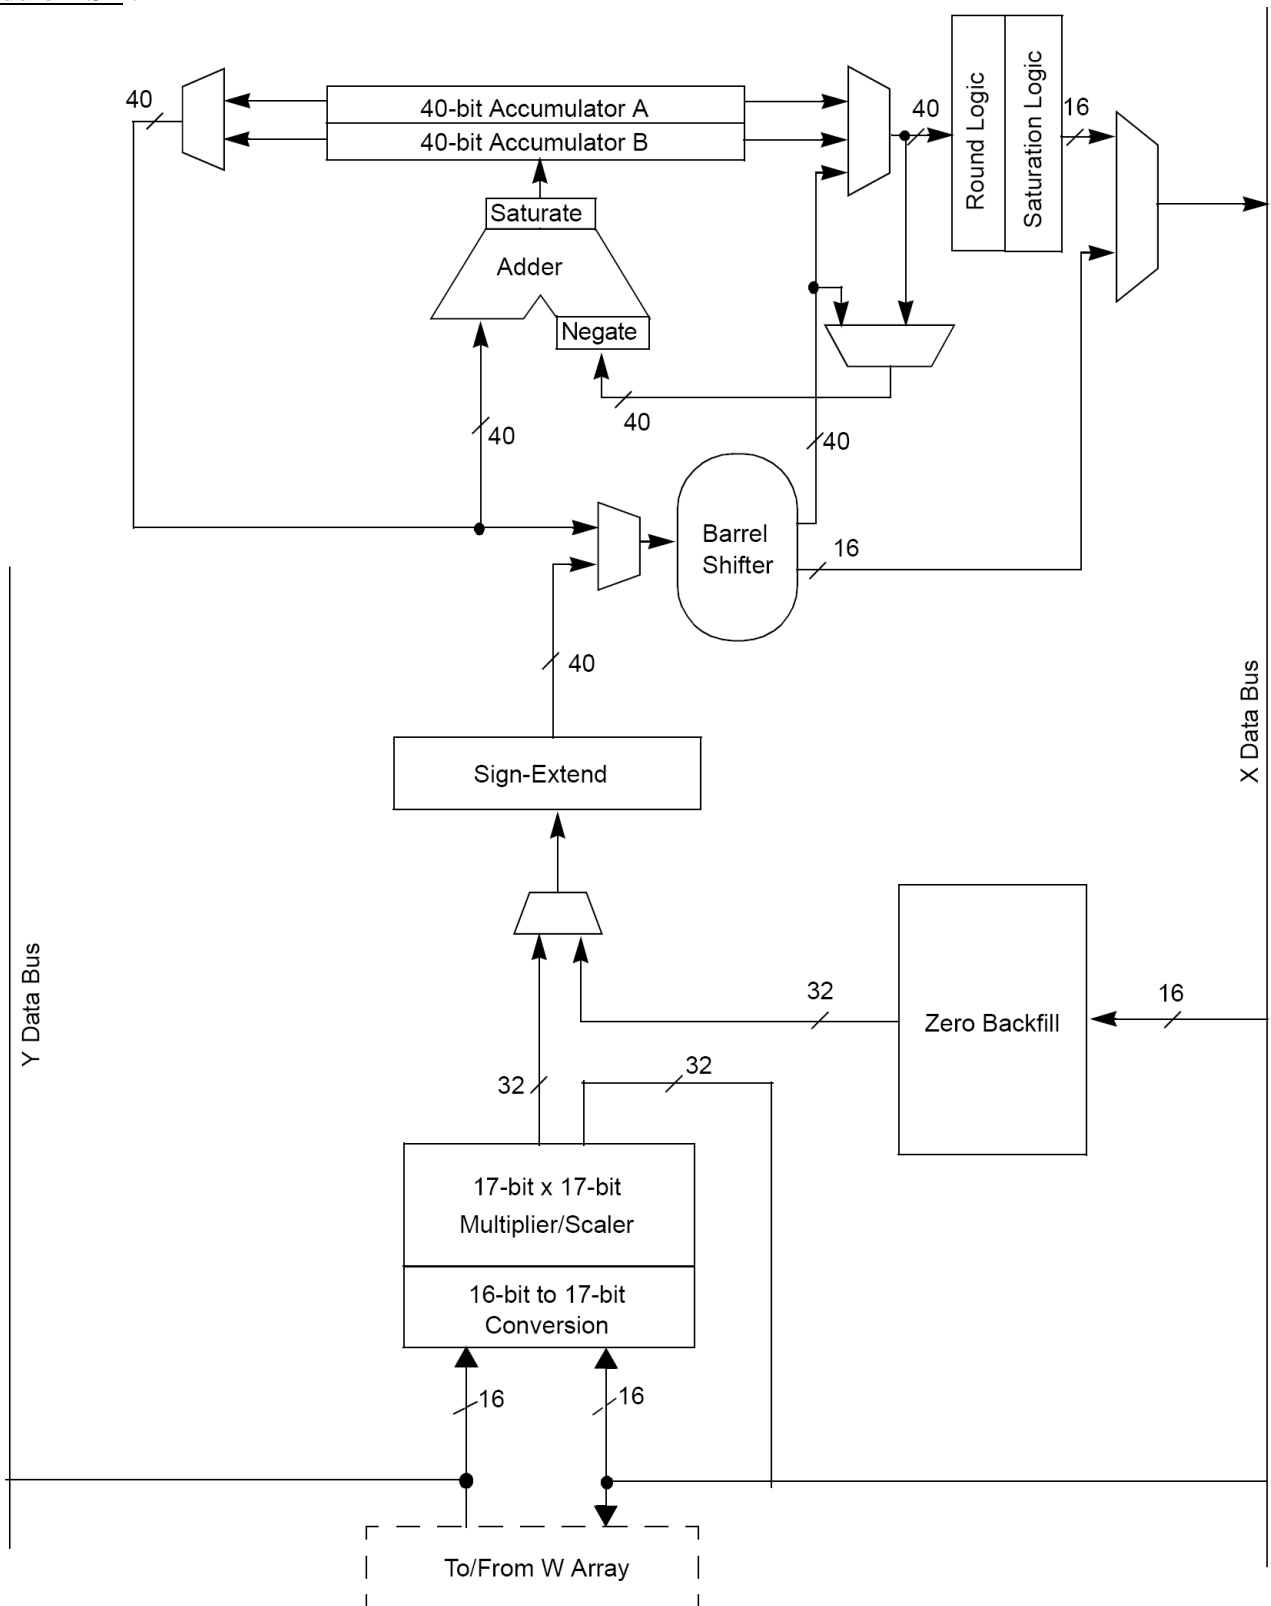 40
40-bit Accumulator A
40-bit Accumulator B
40
Round Logic
Saturation Logic
16
Saturate
Adder
Negate
40
40
40
Barrel
Shifter
16
40
Sign-Extend
X Data Bus
Y Data Bus
32
Zero Backfill
16
32
32
17-bit x 17-bit
Multiplier/Scaler
16-bit to 17-bit
Conversion
16
16
To/From W Array